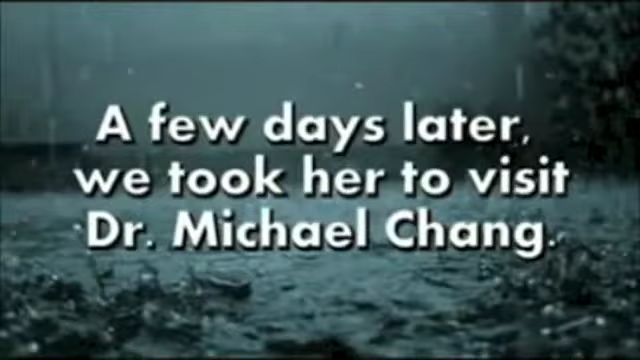 A few days later,
we took her to visit
Dr. Michael Chang.